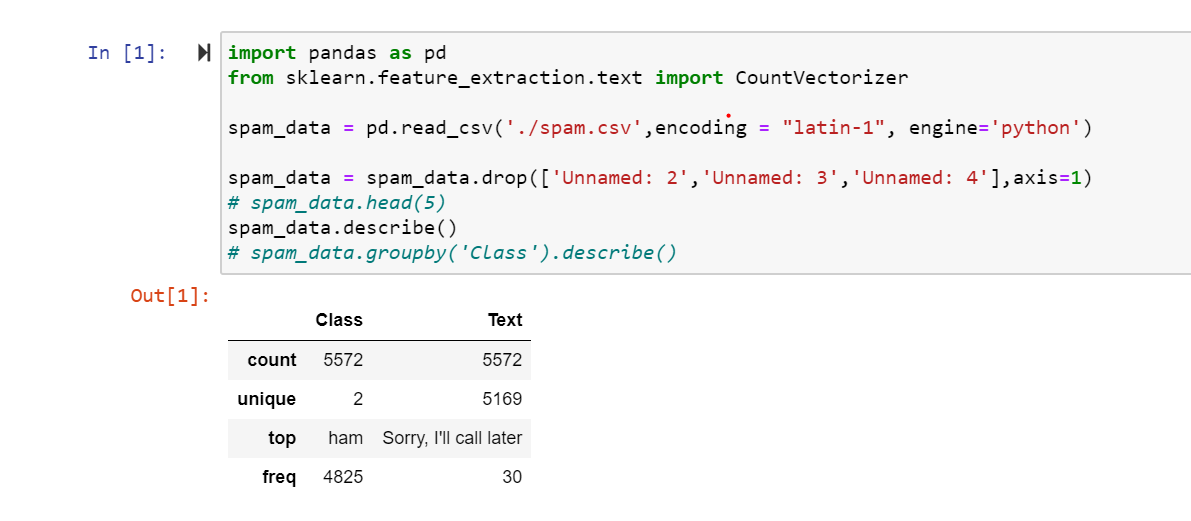 In [1]:
import pandas as pd
from sklearn.feature_extraction.text import CountVectorizer
spam_data = pd.read_csv('./spam.csv',encoding = "latin-1", engine='python')
spam_data = spam_data.drop(['Unnamed: 2','Unnamed: 3','Unnamed: 4'],axis=1)
# spam_data.head(5)
spam_data.describe()
# spam_data.groupby('Class').describe()
Out[1]:
Class Text
count 5572 5572
unique 2 5169
top ham Sorry, I'll call later
freq 4825 30